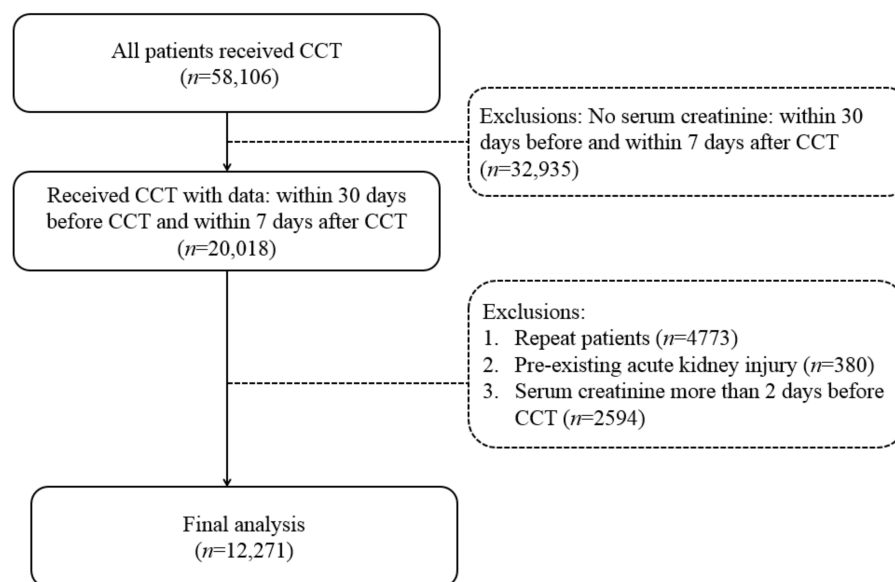 All patients received CCT
(n=58,106)
Exclusions: No serum creatinine: within 30
days before and within 7 days after CCT
(n=32,935)
Received CCT with data: within 30 days
before CCT and within 7 days after CCT
(n=20,018)
Exclusions:
1. Repeat patients (n=4773)
2. Pre-existing acute kidney injury (n=380)
3. Serum creatinine more than 2 days before
CCT (n=2594)
Final analysis
(n=12,271)